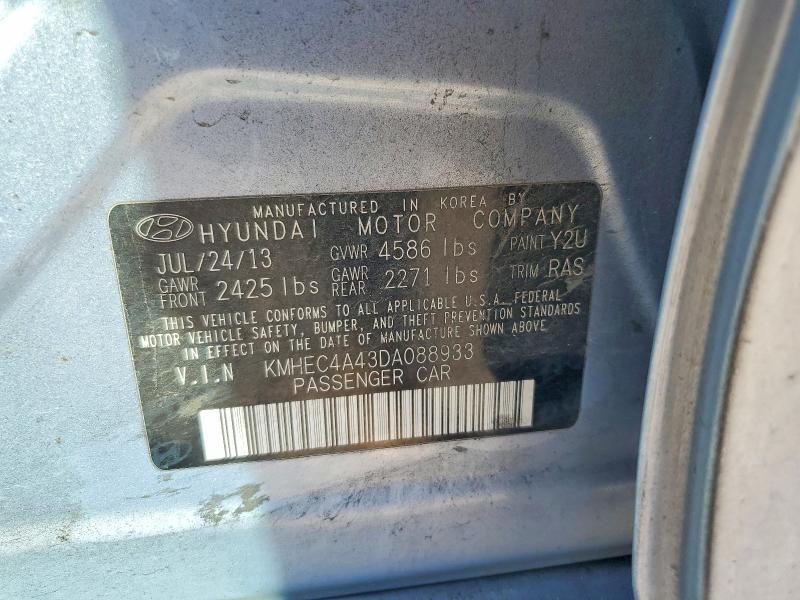 MANUFACTURED IN KOREA BY
HYUNDAI MOTOR COMPANY
JUL/24/13 GVWR 4586 lbs PAINT Y2U
GAWR FRONT 2425 lbs GAWR REAR 2271 lbs TRIM RAS
THIS VEHICLE CONFORMS TO ALL APPLICABLE U.S.A. FEDERAL
MOTOR VEHICLE SAFETY, BUMPER, AND THEFT PREVENTION STANDARDS
IN EFFECT ON THE DATE OF MANUFACTURE SHOWN ABOVE.
V.I.N KMHEC4A43DA088933
PASSENGER CAR